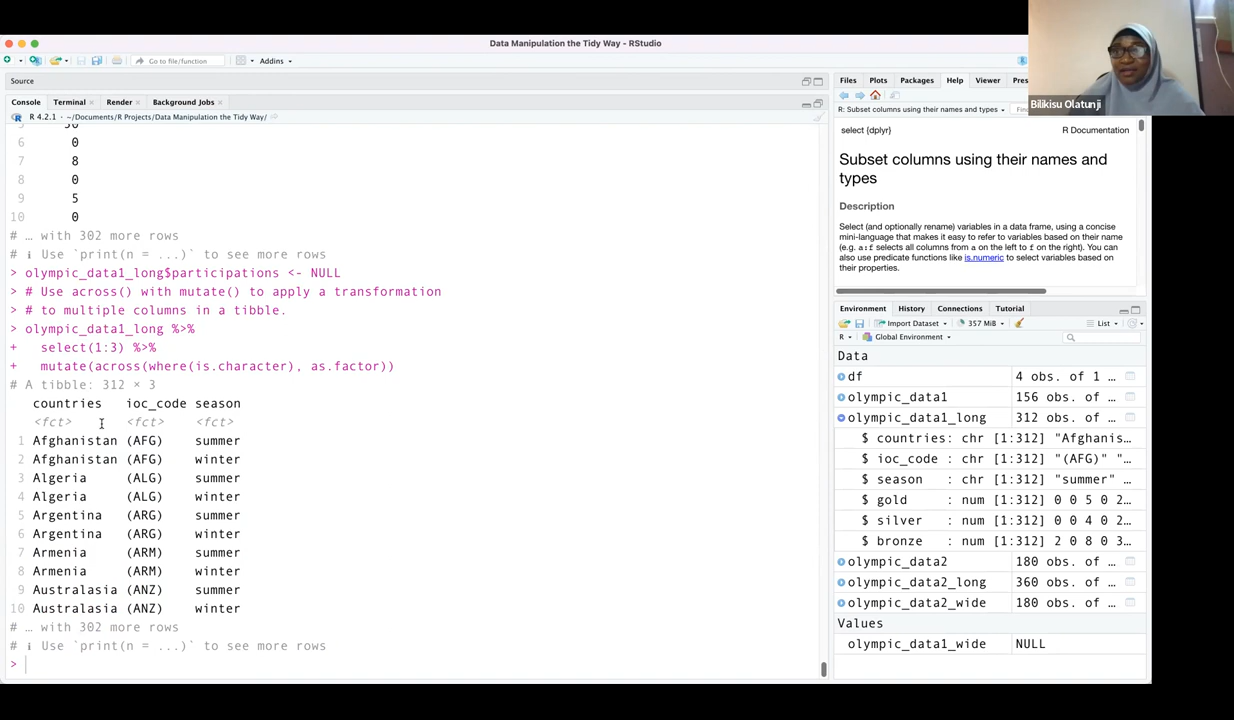 Data Manipulation the Tidy Way - RStudio
Go to file/function
Addins
Source
Console Terminal Render Background Jobs
R 4.2.1 · ~/Documents/R Projects/Data Manipulation the Tidy Way/
6 0
7 8
8 0
9 5
10 0
# … with 302 more rows
# ℹ Use `print(n = ...)` to see more rows
> olympic_data1_long$participations <- NULL
> # Use across() with mutate() to apply a transformation
> # to multiple columns in a tibble.
> olympic_data1_long %>%
+ select(1:3) %>%
+ mutate(across(where(is.character), as.factor))
# A tibble: 312 × 3
countries ioc_code season
<fct> <fct> <fct>
1 Afghanistan (AFG) summer
2 Afghanistan (AFG) winter
3 Algeria (ALG) summer
4 Algeria (ALG) winter
5 Argentina (ARG) summer
6 Argentina (ARG) winter
7 Armenia (ARM) summer
8 Armenia (ARM) winter
9 Australasia (ANZ) summer
10 Australasia (ANZ) winter
# … with 302 more rows
# ℹ Use `print(n = ...)` to see more rows
>
Files Plots Packages Help Viewer Pres
R: Subset columns using their names and types
select {dplyr} R Documentation
Subset columns using their names and
types
Description
Select (and optionally rename) variables in a data frame, using a concise
mini-language that makes it easy to refer to variables based on their name
(e.g. a:f selects all columns from a on the left to f on the right). You can
also use predicate functions like is.numeric to select variables based on
their properties.
Environment History Connections Tutorial
Import Dataset 357 MiB List
R Global Environment
Data
df 4 obs. of 1 …
olympic_data1 156 obs. of …
olympic_data1_long 312 obs. of …
$ countries: chr [1:312] "Afghanis…
$ ioc_code : chr [1:312] "(AFG)" "…
$ season : chr [1:312] "summer" …
$ gold : num [1:312] 0 0 5 0 2…
$ silver : num [1:312] 0 0 4 0 2…
$ bronze : num [1:312] 2 0 8 0 3…
olympic_data2 180 obs. of …
olympic_data2_long 360 obs. of …
olympic_data2_wide 180 obs. of …
Values
olympic_data1_wide NULL
Bilikisu Olatunji